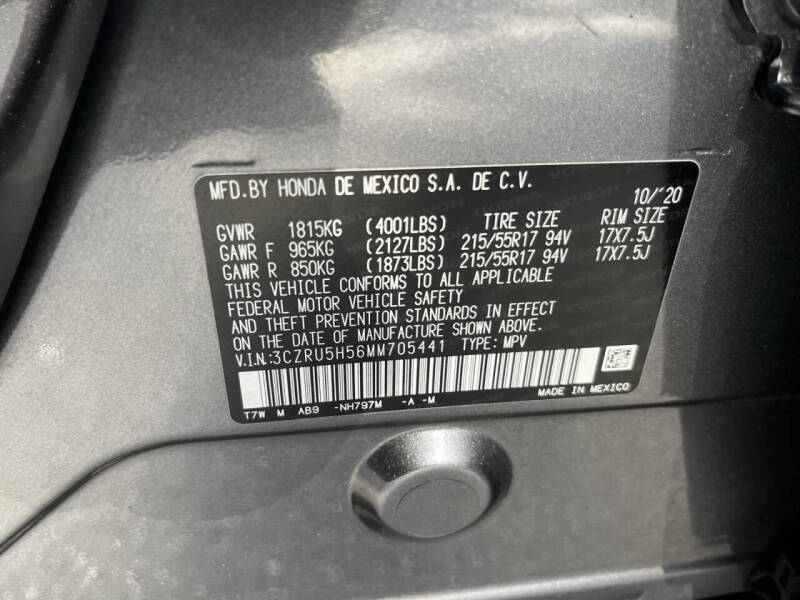 MFD.BY HONDA DE MEXICO S.A. DE C.V.
10/'20
GVWR 1815KG (4001LBS) TIRE SIZE RIM SIZE
GAWR F 965KG (2127LBS) 215/55R17 94V 17X7.5J
GAWR R 850KG (1873LBS) 215/55R17 94V 17X7.5J
THIS VEHICLE CONFORMS TO ALL APPLICABLE
FEDERAL MOTOR VEHICLE SAFETY
AND THEFT PREVENTION STANDARDS IN EFFECT
ON THE DATE OF MANUFACTURE SHOWN ABOVE.
V.I.N:3CZRU5H56MM705441 TYPE: MPV
MADE IN MEXICO
T7W M AB9 -NH797M -A -M